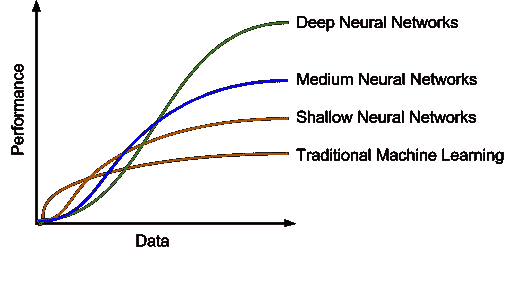 Deep Neural Networks
Medium Neural Networks
Shallow Neural Networks
Traditional Machine Learning
Performance
Data